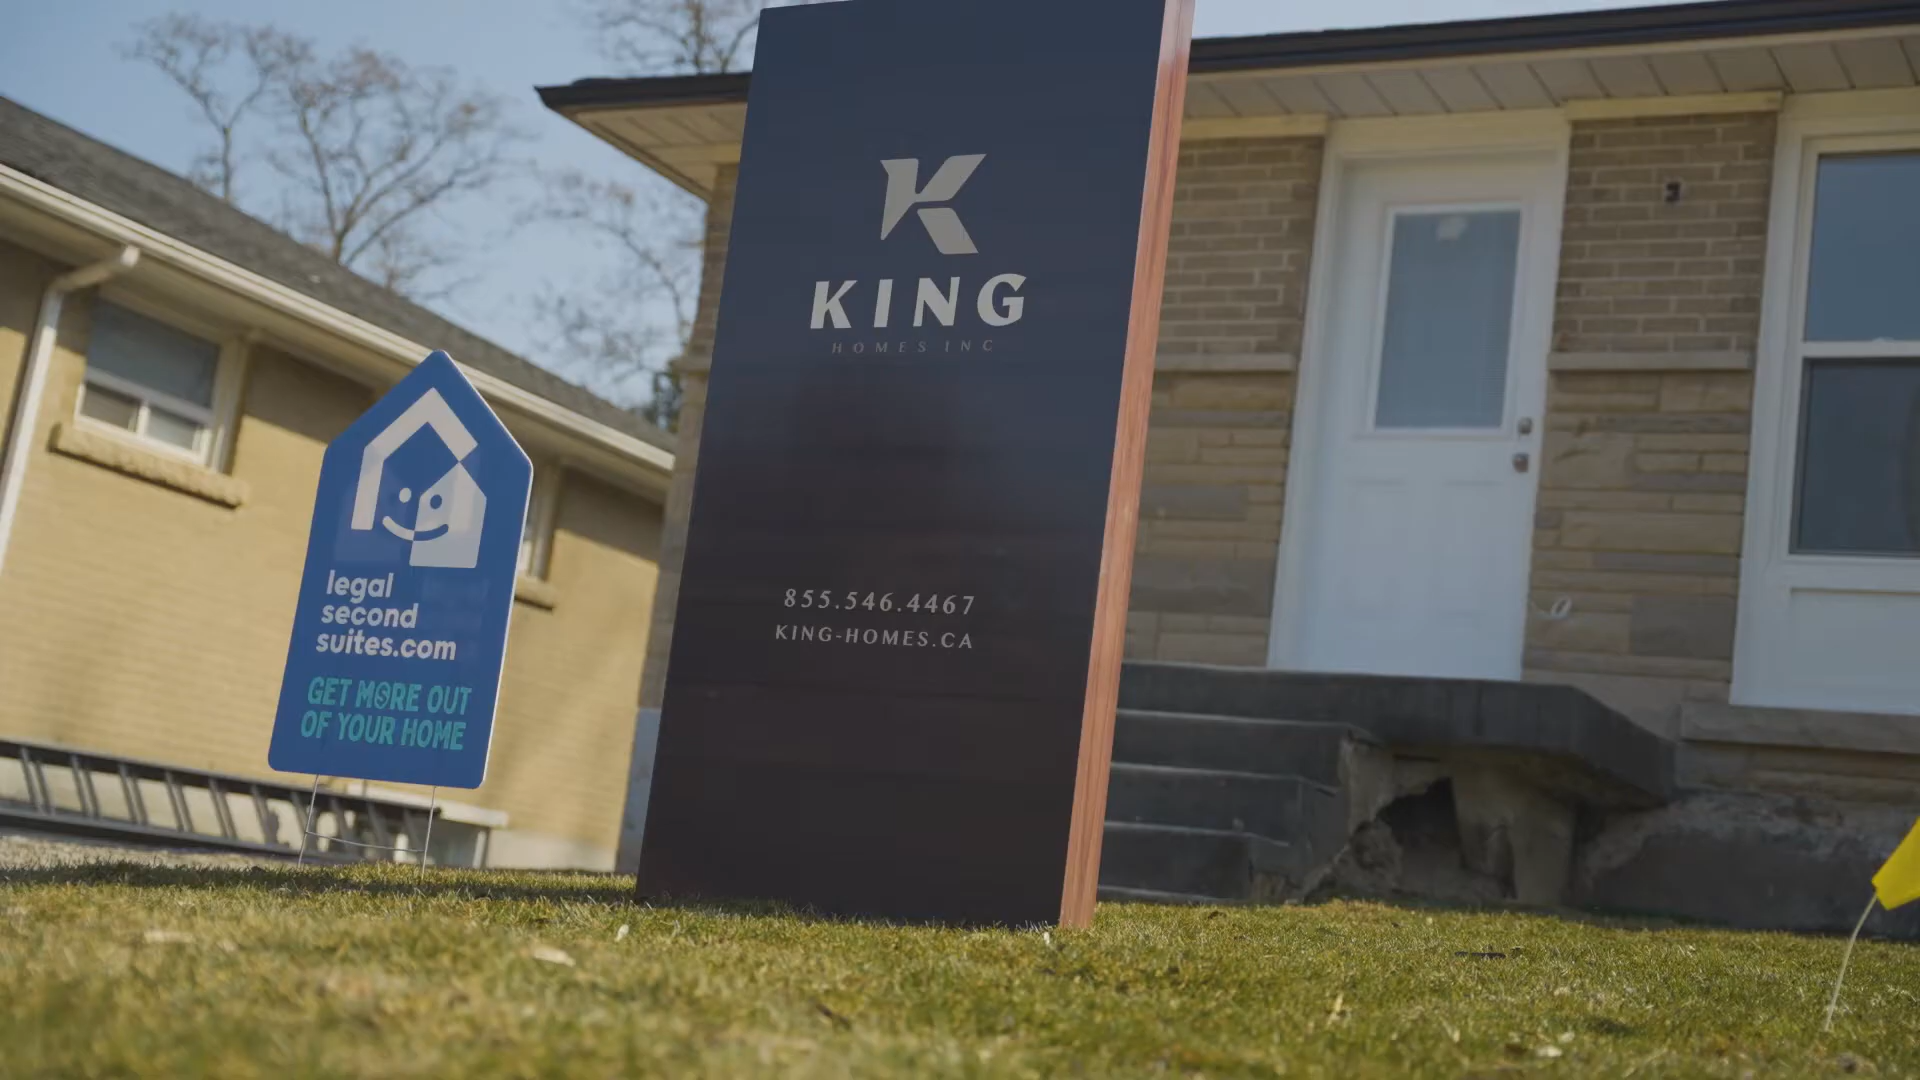 legal
second
suites.com
GET MORE OUT
OF YOUR HOME
K
KING
HOMES INC
855.546.4467
KING-HOMES.CA